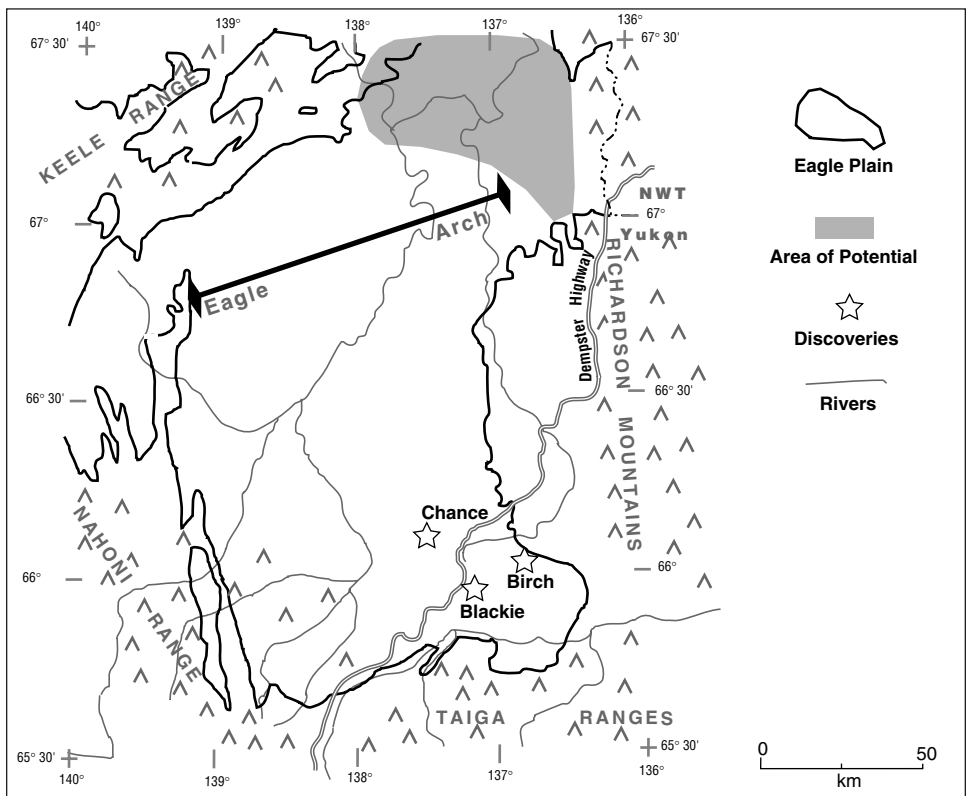 140°
139°
138°
137°
136°
67° 30'
67° 30'
KEELE RANGE
Eagle Plain
NWT
67°
67°
Yukon
Area of Potential
Eagle Arch
Dempster Highway
RICHARDSON MOUNTAINS
Discoveries
66° 30'
66° 30'
Rivers
Chance
NAHONI RANGE
66°
66°
Birch
Blackie
TAIGA RANGES
65° 30'
65° 30'
140°
139°
138°
137°
136°
0 50
km